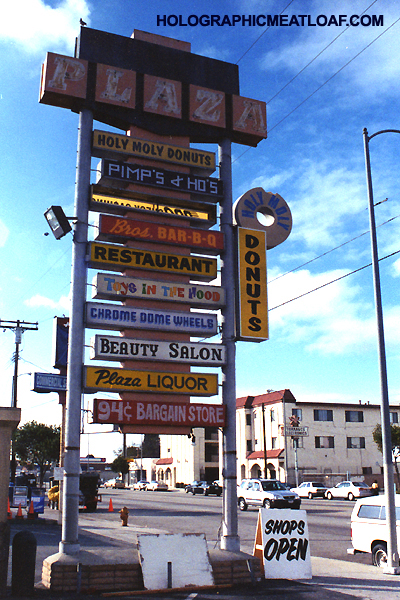 HOLOGRAPHICMEATLOAF.COM
PLAZA
HOLY MOLY DONUTS
PIMP'S & HO'S
Bros. BAR-B-Q
RESTAURANT
TOYS IN THE HOOD
CHROME DOME WHEELS
BEAUTY SALON
Plaza LIQUOR
94¢ BARGAIN STORE
HOLY MOLY
DONUTS
SHOPS
OPEN